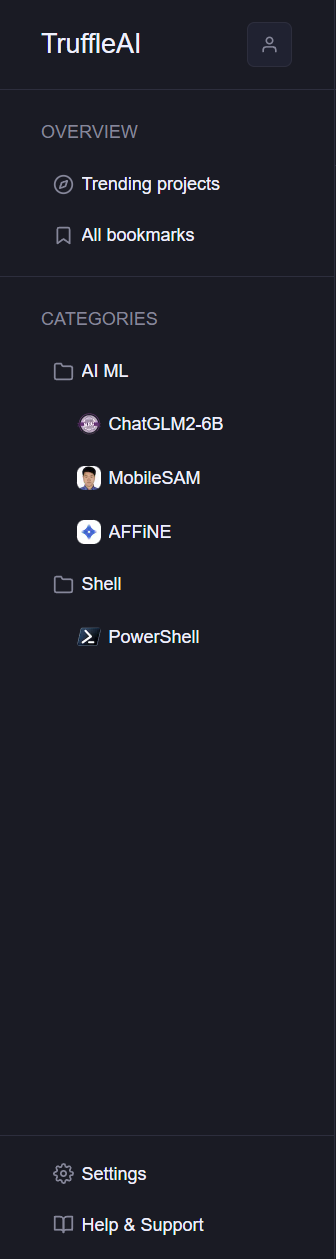 TruffleAI
OVERVIEW
Trending projects
All bookmarks
CATEGORIES
AI ML
ChatGLM2-6B
MobileSAM
AFFiNE
Shell
PowerShell
Settings
Help & Support